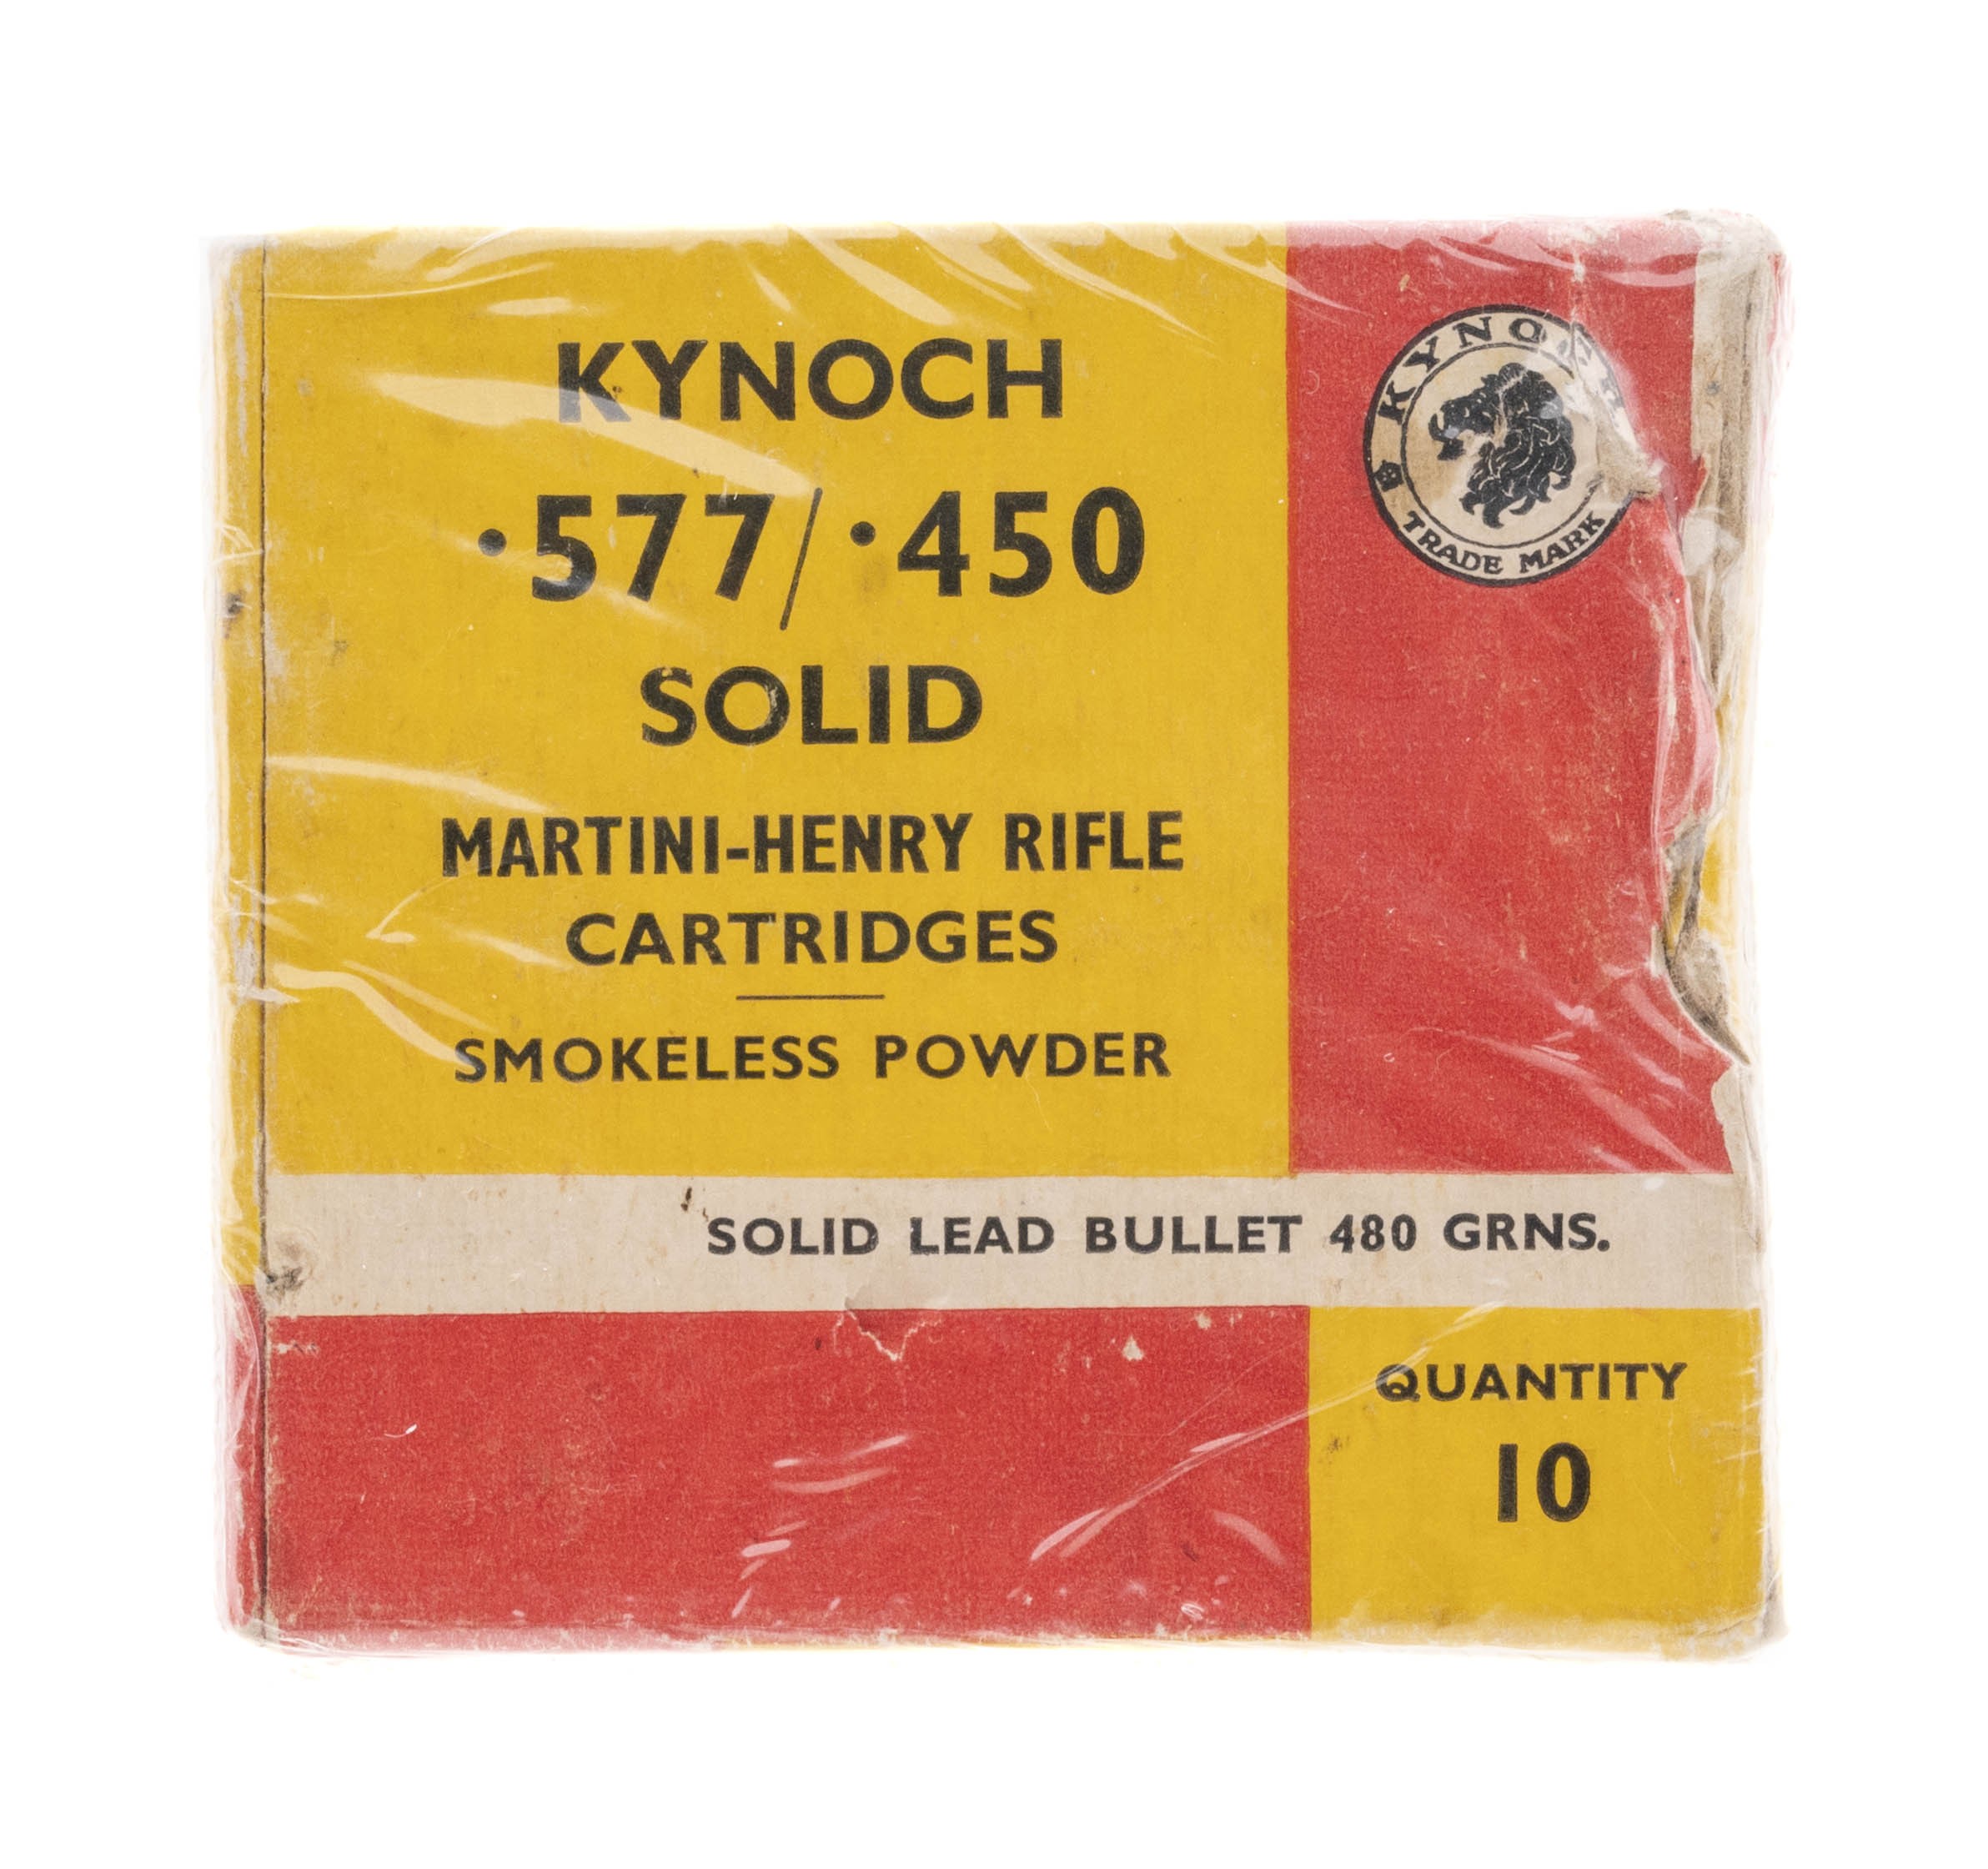 KYNOCH
·577/·450
SOLID
MARTINI-HENRY RIFLE
CARTRIDGES
SMOKELESS POWDER
KYNOCH
TRADE MARK
SOLID LEAD BULLET 480 GRNS.
QUANTITY
10